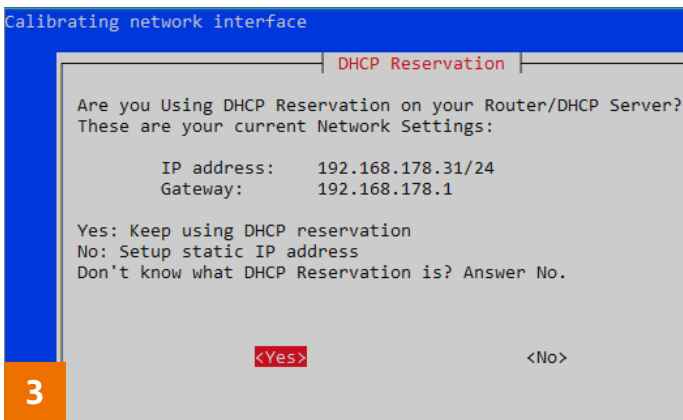 Calibrating network interface
DHCP Reservation
Are you Using DHCP Reservation on your Router/DHCP Server?
These are your current Network Settings:
IP address: 192.168.178.31/24
Gateway: 192.168.178.1
Yes: Keep using DHCP reservation
No: Setup static IP address
Don't know what DHCP Reservation is? Answer No.
<Yes> <No>
3